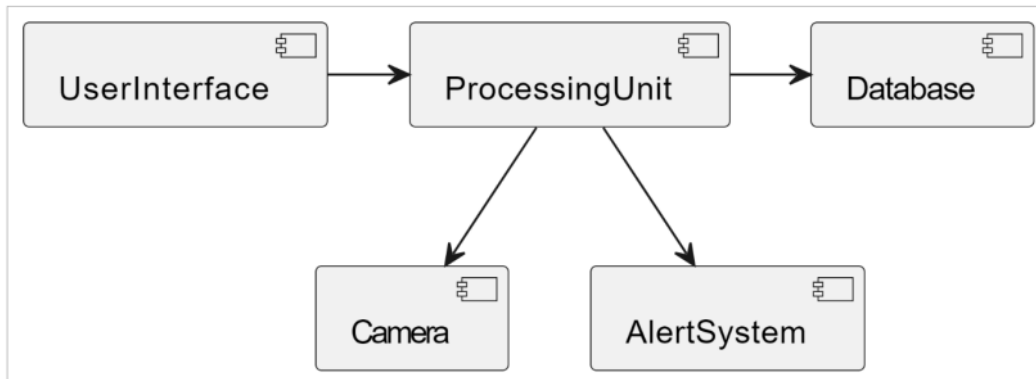 UserInterface
ProcessingUnit
Database
Camera
AlertSystem